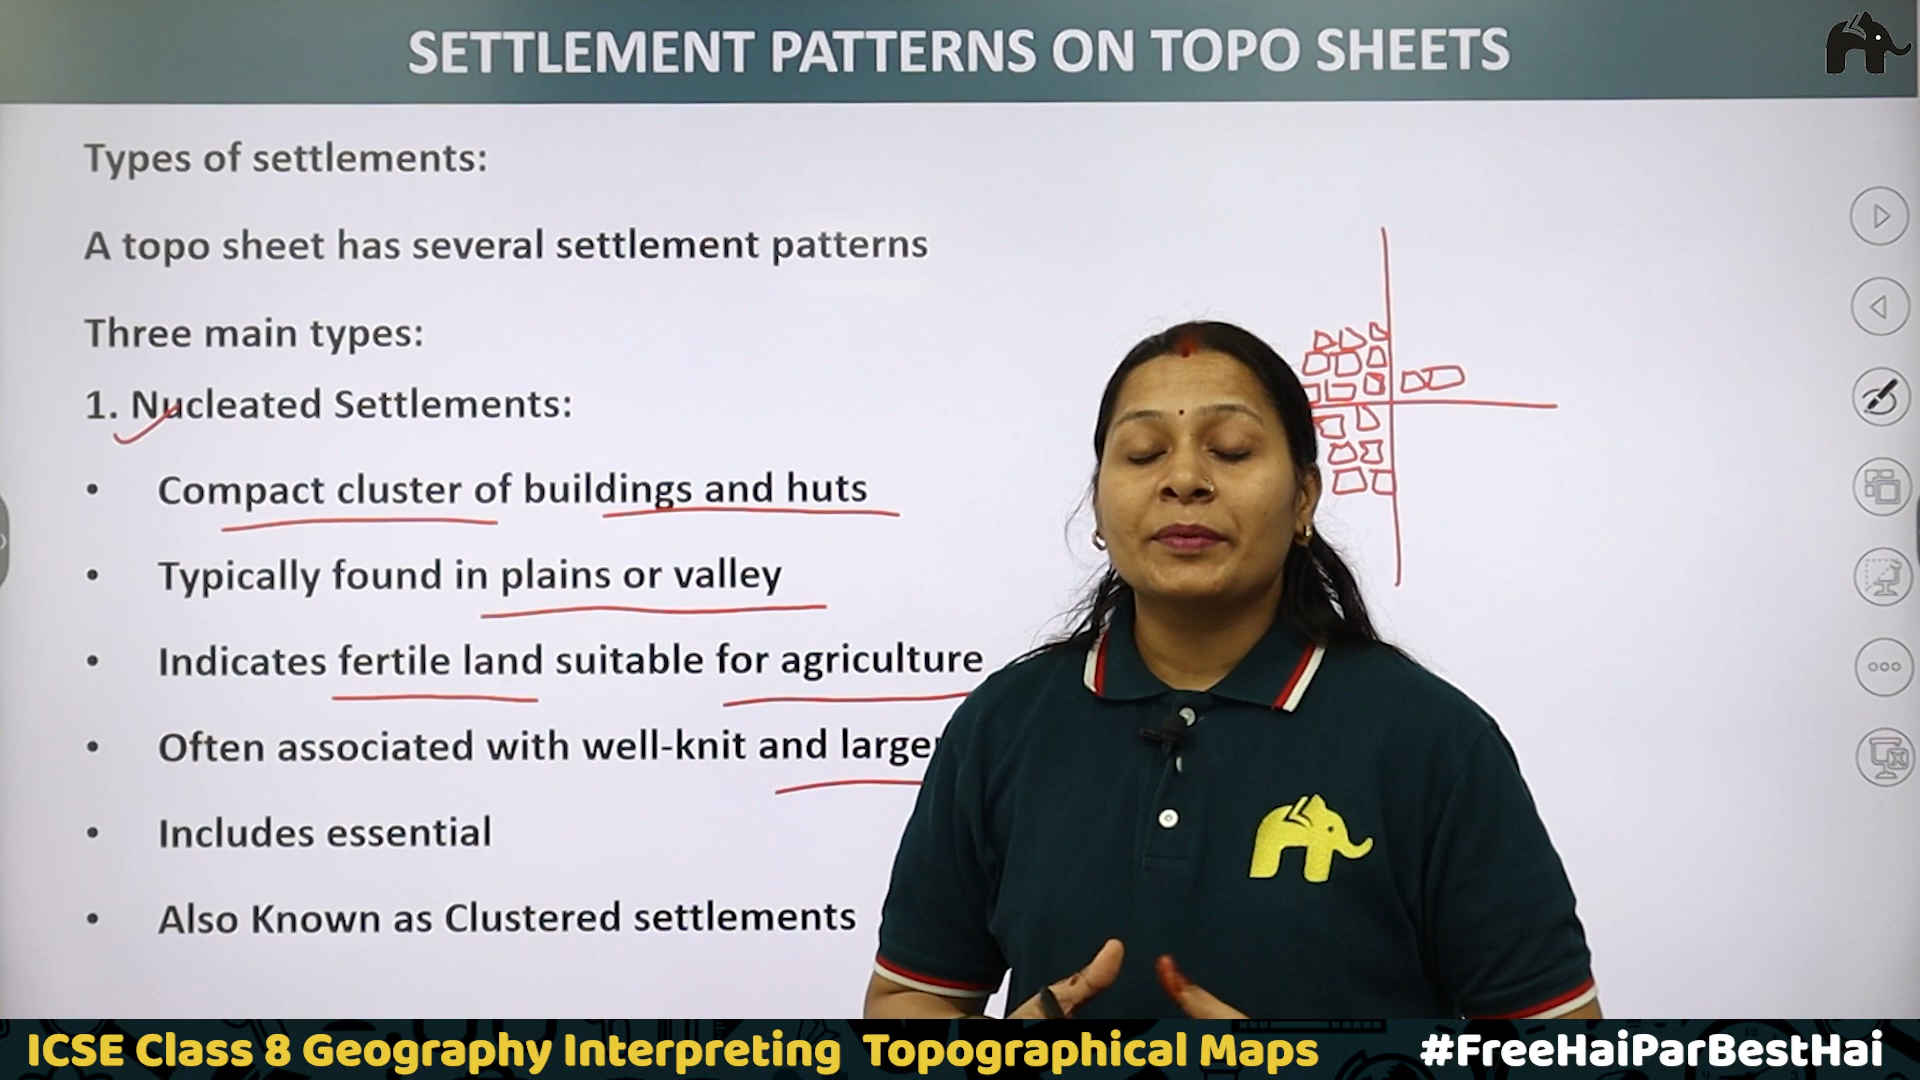 SETTLEMENT PATTERNS ON TOPO SHEETS
Types of settlements:
A topo sheet has several settlement patterns
Three main types:
1. Nucleated Settlements:
• Compact cluster of buildings and huts
• Typically found in plains or valley
• Indicates fertile land suitable for agriculture
• Often associated with well-knit and large
• Includes essential
• Also Known as Clustered settlements
ICSE Class 8 Geography Interpreting Topographical Maps
#FreeHaiParBestHai